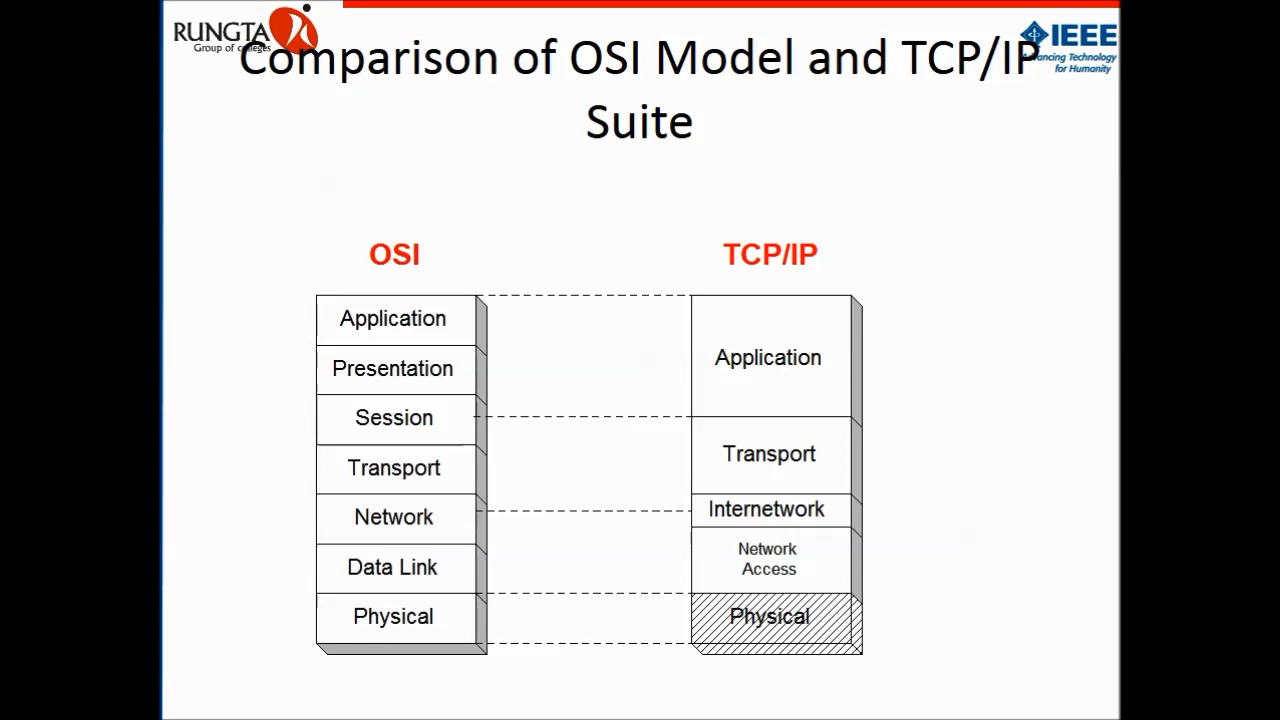 RUNGTA
Group of colleges
IEEE
Advancing Technology
for Humanity
Comparison of OSI Model and TCP/IP
Suite
OSI
TCP/IP
Application
Presentation
Session
Transport
Network
Data Link
Physical
Application
Transport
Internetwork
Network
Access
Physical